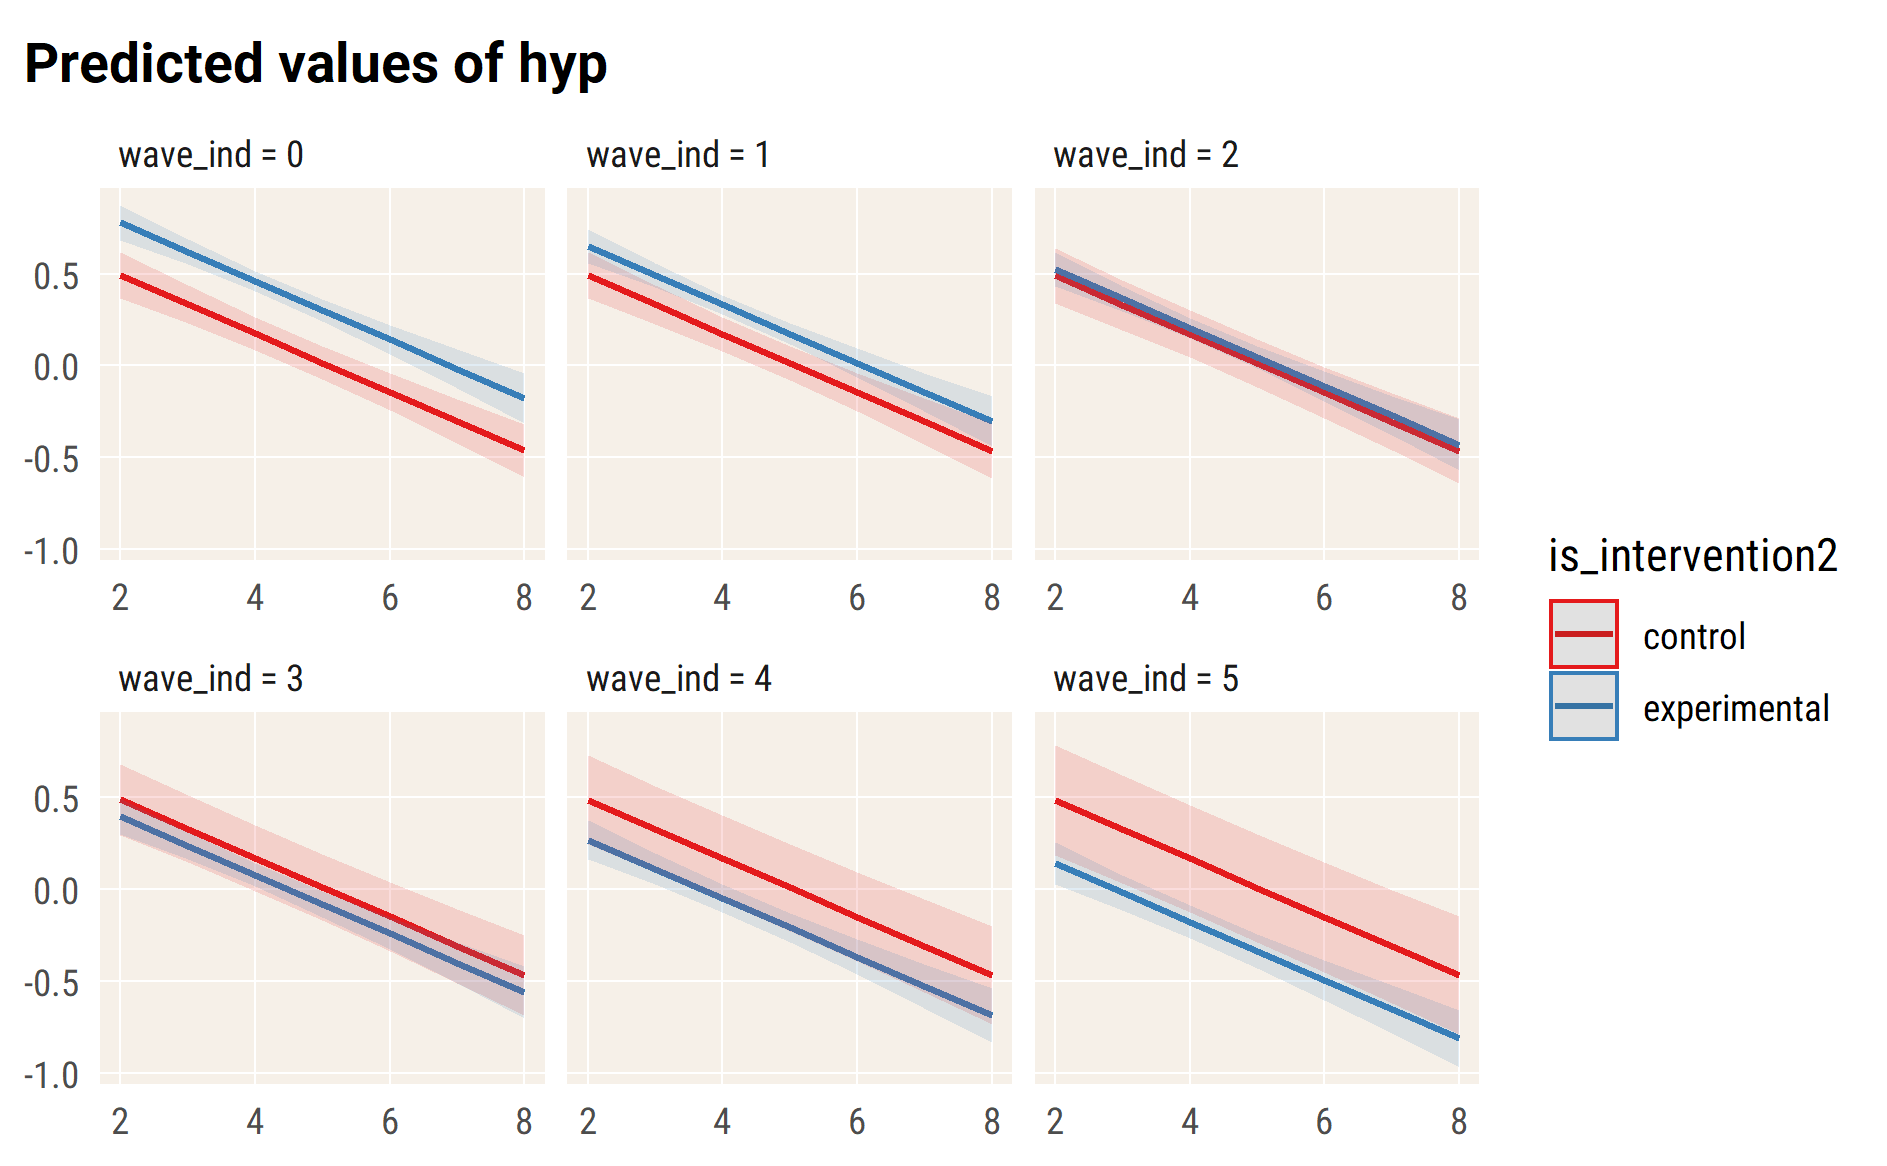 Predicted values of hyp
wave_ind = 0
wave_ind = 1
wave_ind = 2
0.5
0.0
-0.5
-1.0
2 4 6 8
2 4 6 8
2 4 6 8
wave_ind = 3
wave_ind = 4
wave_ind = 5
0.5
0.0
-0.5
-1.0
2 4 6 8
2 4 6 8
2 4 6 8
is_intervention2
control
experimental